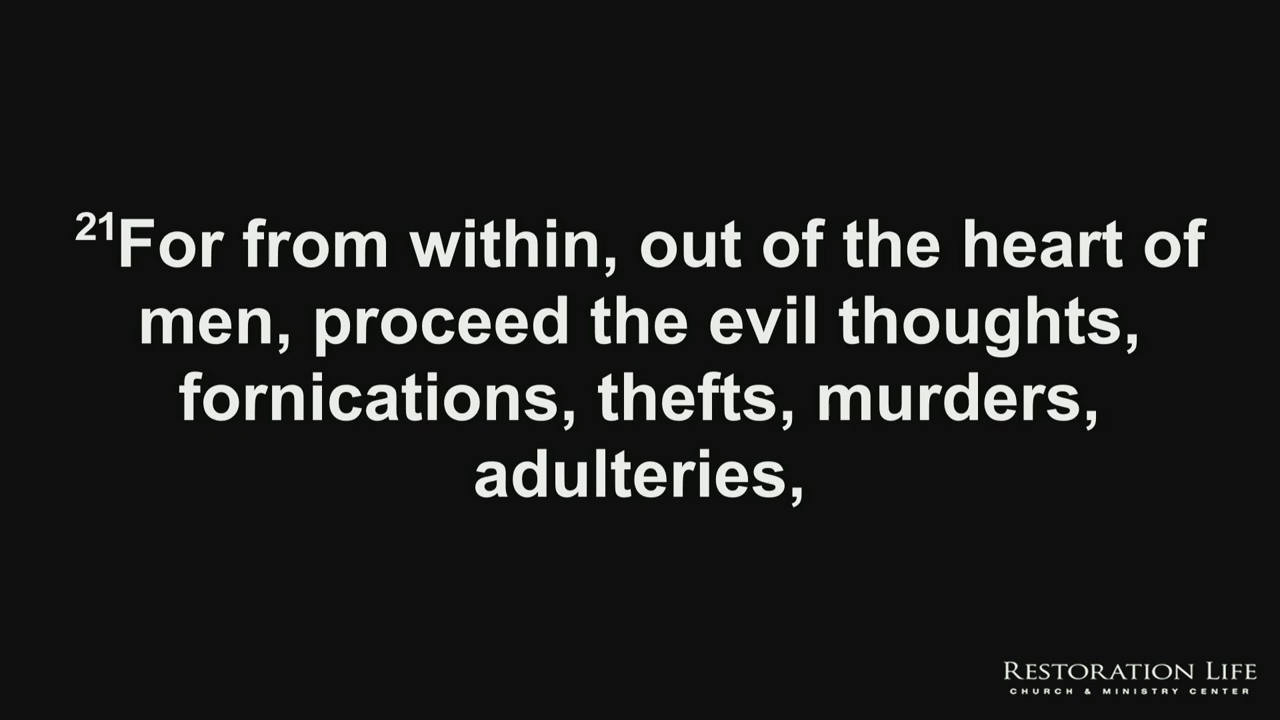 ²¹For from within, out of the heart of
men, proceed the evil thoughts,
fornications, thefts, murders,
adulteries,
RESTORATION LIFE
CHURCH & MINISTRY CENTER